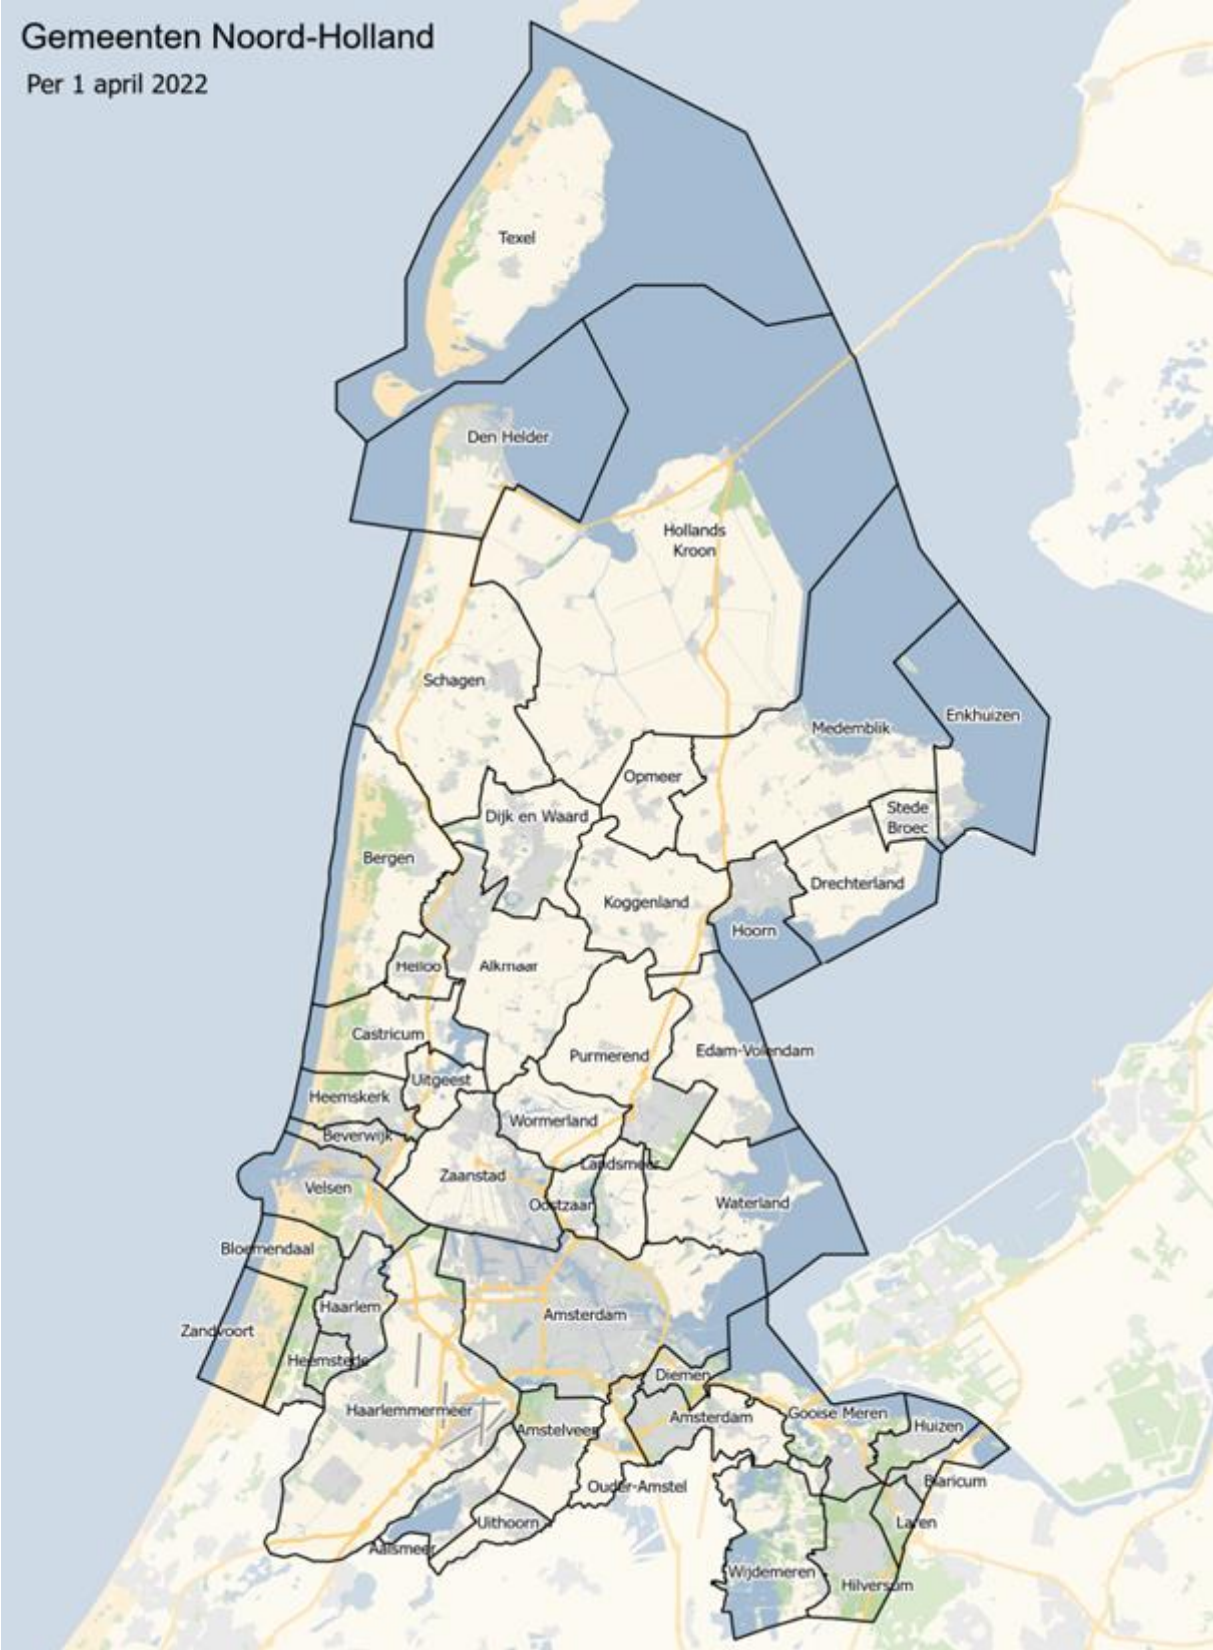 Gemeenten Noord-Holland
Per 1 april 2022
Texel
Den Helder
Hollands
Kroon
Schagen
Enkhuizen
Medemblik
Opmeer
Stede
Broec
Dijk en Waard
Bergen
Drechterland
Koggenland
Hoorn
Heiloo
Alkmaar
Castricum
Edam-Volendam
Purmerend
Uitgeest
Heemskerk
Wormerland
Beverwijk
Landsmeer
Zaanstad
Velsen
Oostzaan
Waterland
Bloemendaal
Haarlem
Amsterdam
Zandvoort
Heemstede
Diemen
Haarlemmermeer
Gooise Meren
Amsterdam
Huizen
Amstelveen
Blaricum
Ouder-Amstel
Uithoorn
Laren
Aalsmeer
Wijdemeren
Hilversum